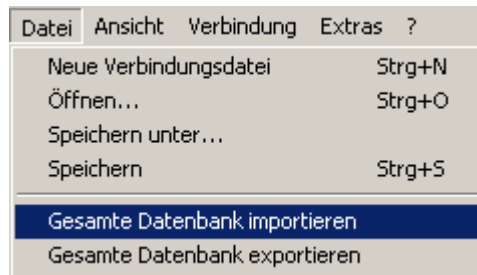 Datei Ansicht Verbindung Extras ?
Neue Verbindungsdatei Strg+N
Öffnen... Strg+O
Speichern unter...
Speichern Strg+S
Gesamte Datenbank importieren
Gesamte Datenbank exportieren